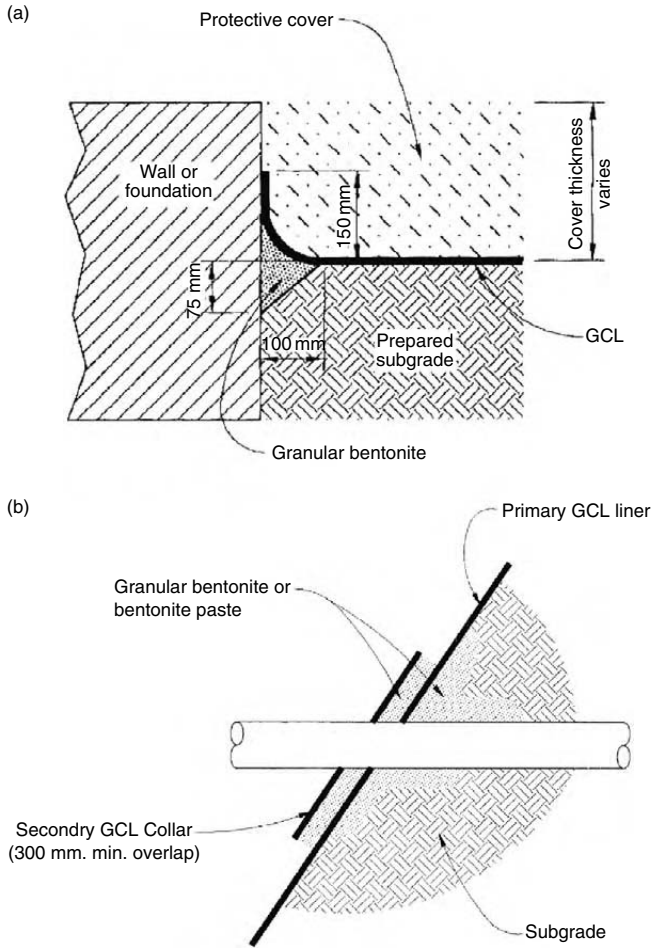 (a)
Protective cover
Wall or
foundation
150 mm
Cover thickness
varies
75 mm
100 mm
Prepared
subgrade
GCL
Granular bentonite
(b)
Primary GCL liner
Granular bentonite or
bentonite paste
Secondry GCL Collar
(300 mm. min. overlap)
Subgrade